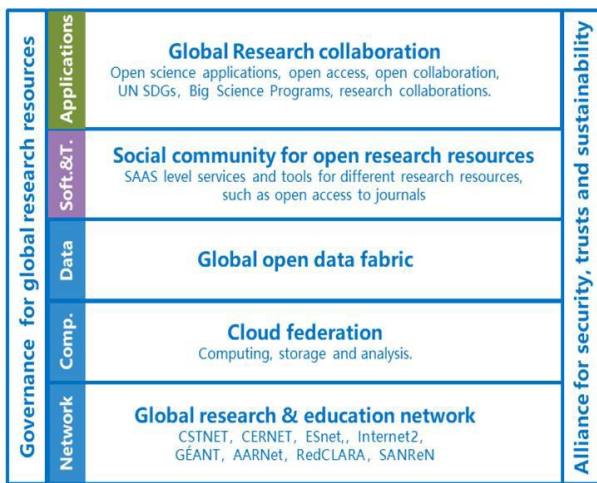 Governance for global research resources
Applications
Global Research collaboration
Open science applications, open access, open collaboration,
UN SDGs, Big Science Programs, research collaborations.
Soft.&T.
Social community for open research resources
SAAS level services and tools for different research resources,
such as open access to journals
Data
Global open data fabric
Comp.
Cloud federation
Computing, storage and analysis.
Network
Global research & education network
CSTNET, CERNET, ESnet,, Internet2,
GÉANT, AARNet, RedCLARA, SANReN
Alliance for security, trusts and sustainability